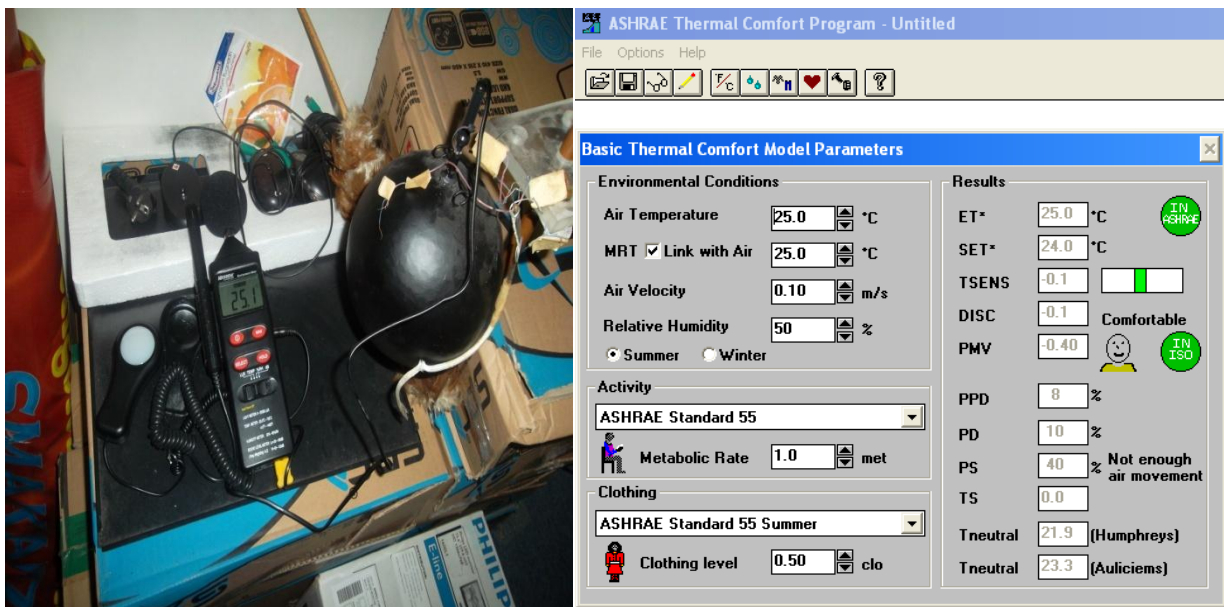 25.1
SMAKAZ
E-line
PHILIP
ASHRAE Thermal Comfort Program - Untitled
File Options Help
Basic Thermal Comfort Model Parameters
Environmental Conditions
Air Temperature 25.0 °C
MRT Link with Air 25.0 °C
Air Velocity 0.10 m/s
Relative Humidity 50 %
Summer Winter
Activity
ASHRAE Standard 55
Metabolic Rate 1.0 met
Clothing
ASHRAE Standard 55 Summer
Clothing level 0.50 clo
Results
ET* 25.0 °C IN ASHRAE
SET* 24.0 °C
TSENS -0.1
DISC -0.1 Comfortable
PMV -0.40 IN ISO
PPD 8 %
PD 10 %
PS 40 % Not enough air movement
TS 0.0
Tneutral 21.9 (Humphreys)
Tneutral 23.3 (Auliciems)